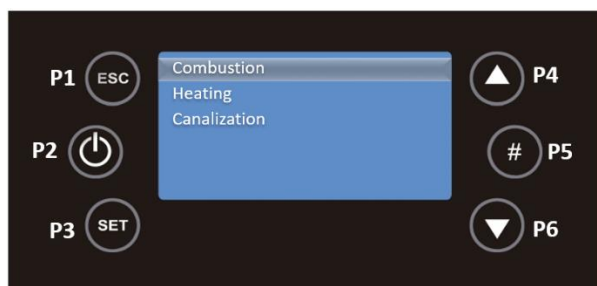 P1 ESC
Combustion
Heating
Canalization
P4
P2
# P5
P3 SET
P6